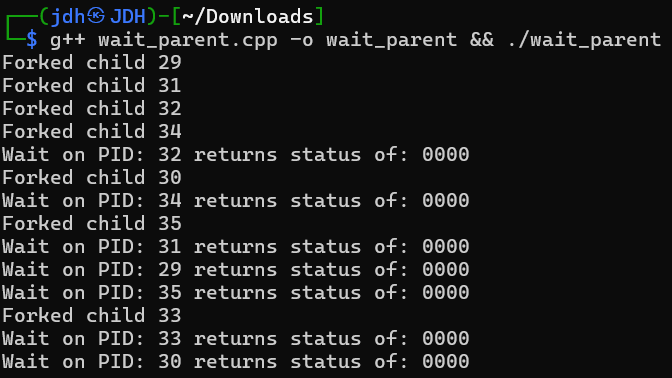 ┌──(jdh㉿JDH)-[~/Downloads]
└─$ g++ wait_parent.cpp -o wait_parent && ./wait_parent
Forked child 29
Forked child 31
Forked child 32
Forked child 34
Wait on PID: 32 returns status of: 0000
Forked child 30
Wait on PID: 34 returns status of: 0000
Forked child 35
Wait on PID: 31 returns status of: 0000
Wait on PID: 29 returns status of: 0000
Wait on PID: 35 returns status of: 0000
Forked child 33
Wait on PID: 33 returns status of: 0000
Wait on PID: 30 returns status of: 0000